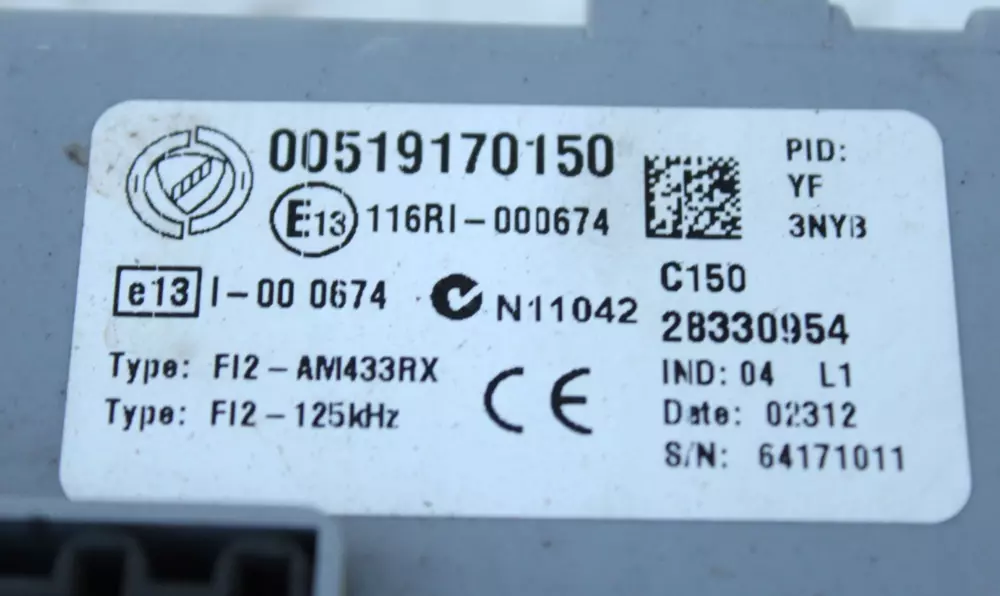 00519170150
E13 116RI-000674
e13 I-00 0674
N11042
Type: FI2-AM433RX
Type: FI2-125kHz
CE
PID:
YF
3NYB
C150
28330954
IND: 04 L1
Date: 02312
S/N: 64171011